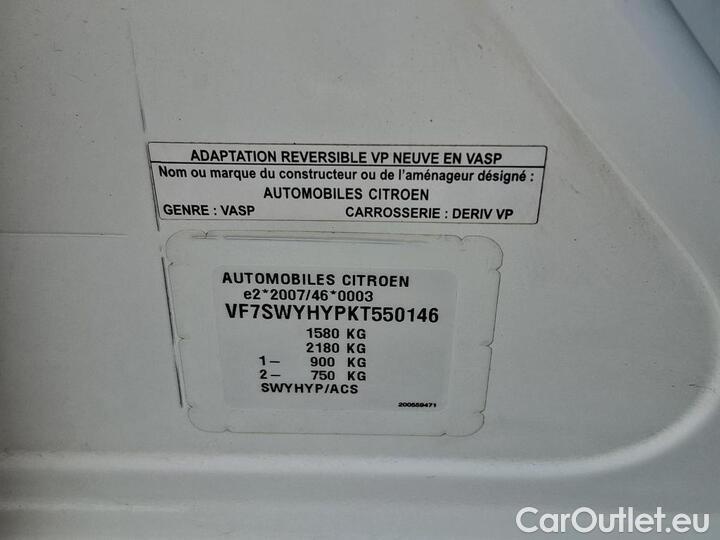 ADAPTATION REVERSIBLE VP NEUVE EN VASP
Nom ou marque du constructeur ou de l'aménageur désigné :
AUTOMOBILES CITROEN
GENRE : VASP CARROSSERIE : DERIV VP
AUTOMOBILES CITROEN
e2*2007/46*0003
VF7SWYHYPKT550146
1580 KG
2180 KG
1- 900 KG
2- 750 KG
SWYHYP/ACS
200559471
CarOutlet.eu